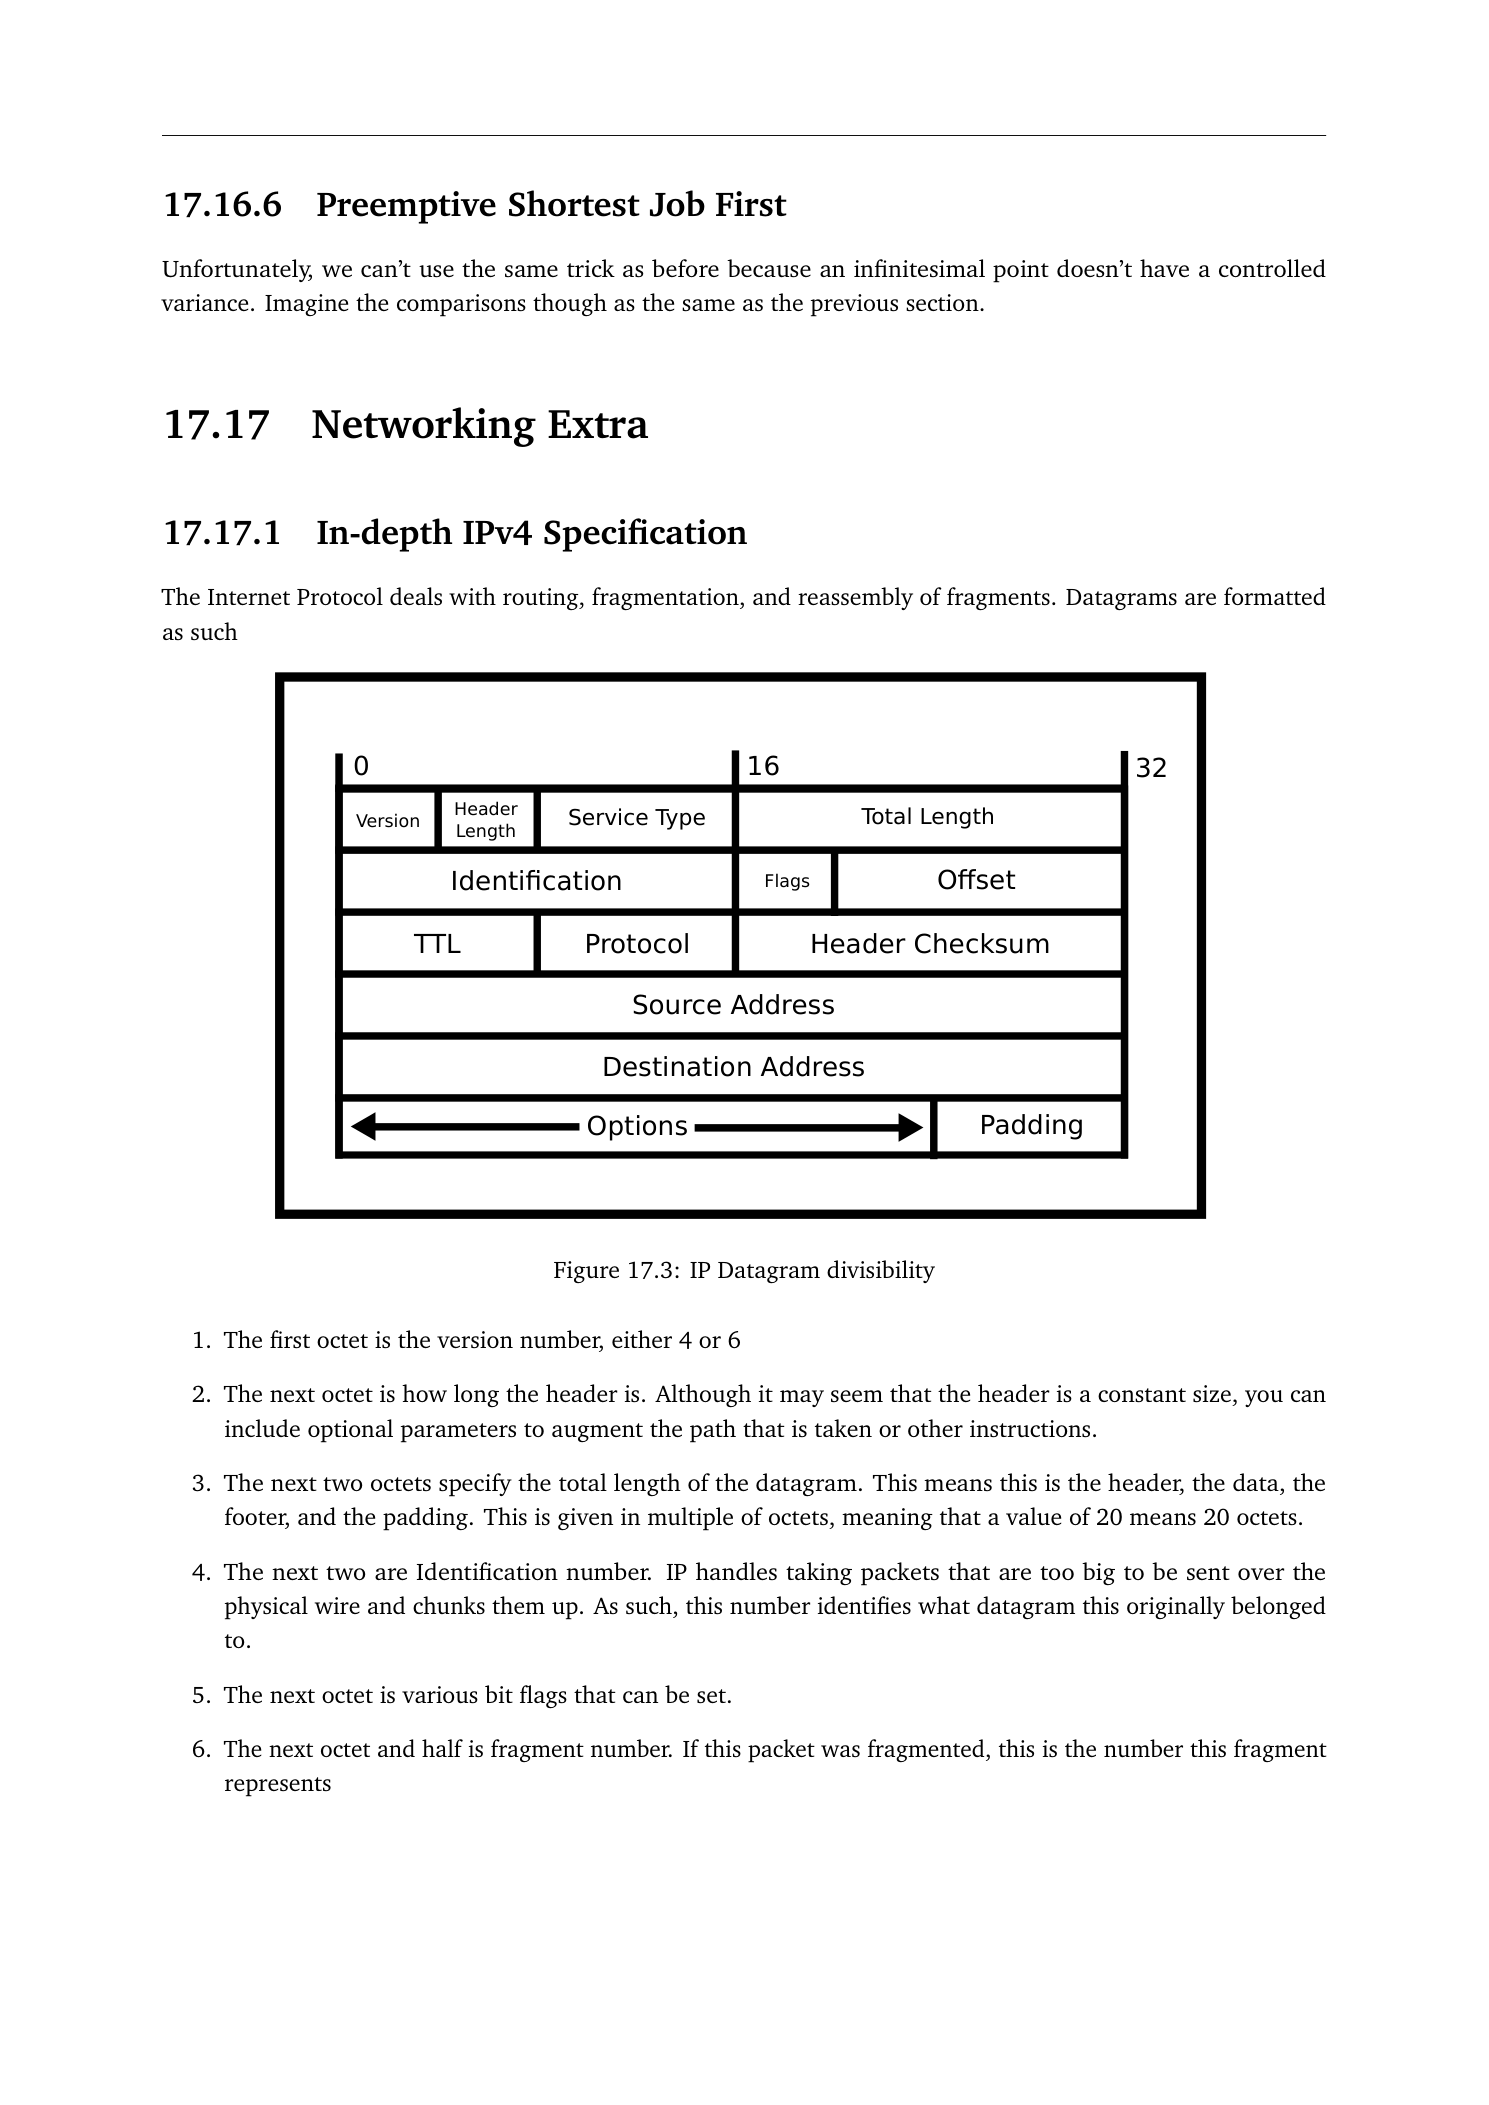 17.16.6 Preemptive Shortest Job First
Unfortunately, we can’t use the same trick as before because an infinitesimal point doesn’t have a controlled
variance. Imagine the comparisons though as the same as the previous section.
17.17 Networking Extra
17.17.1 In-depth IPv4 Specification
The Internet Protocol deals with routing, fragmentation, and reassembly of fragments. Datagrams are formatted
as such
0 16 32
Version Header Length Service Type Total Length
Identification Flags Offset
TTL Protocol Header Checksum
Source Address
Destination Address
Options Padding
Figure 17.3: IP Datagram divisibility
1. The first octet is the version number, either 4 or 6
2. The next octet is how long the header is. Although it may seem that the header is a constant size, you can
include optional parameters to augment the path that is taken or other instructions.
3. The next two octets specify the total length of the datagram. This means this is the header, the data, the
footer, and the padding. This is given in multiple of octets, meaning that a value of 20 means 20 octets.
4. The next two are Identification number. IP handles taking packets that are too big to be sent over the
physical wire and chunks them up. As such, this number identifies what datagram this originally belonged
to.
5. The next octet is various bit flags that can be set.
6. The next octet and half is fragment number. If this packet was fragmented, this is the number this fragment
represents